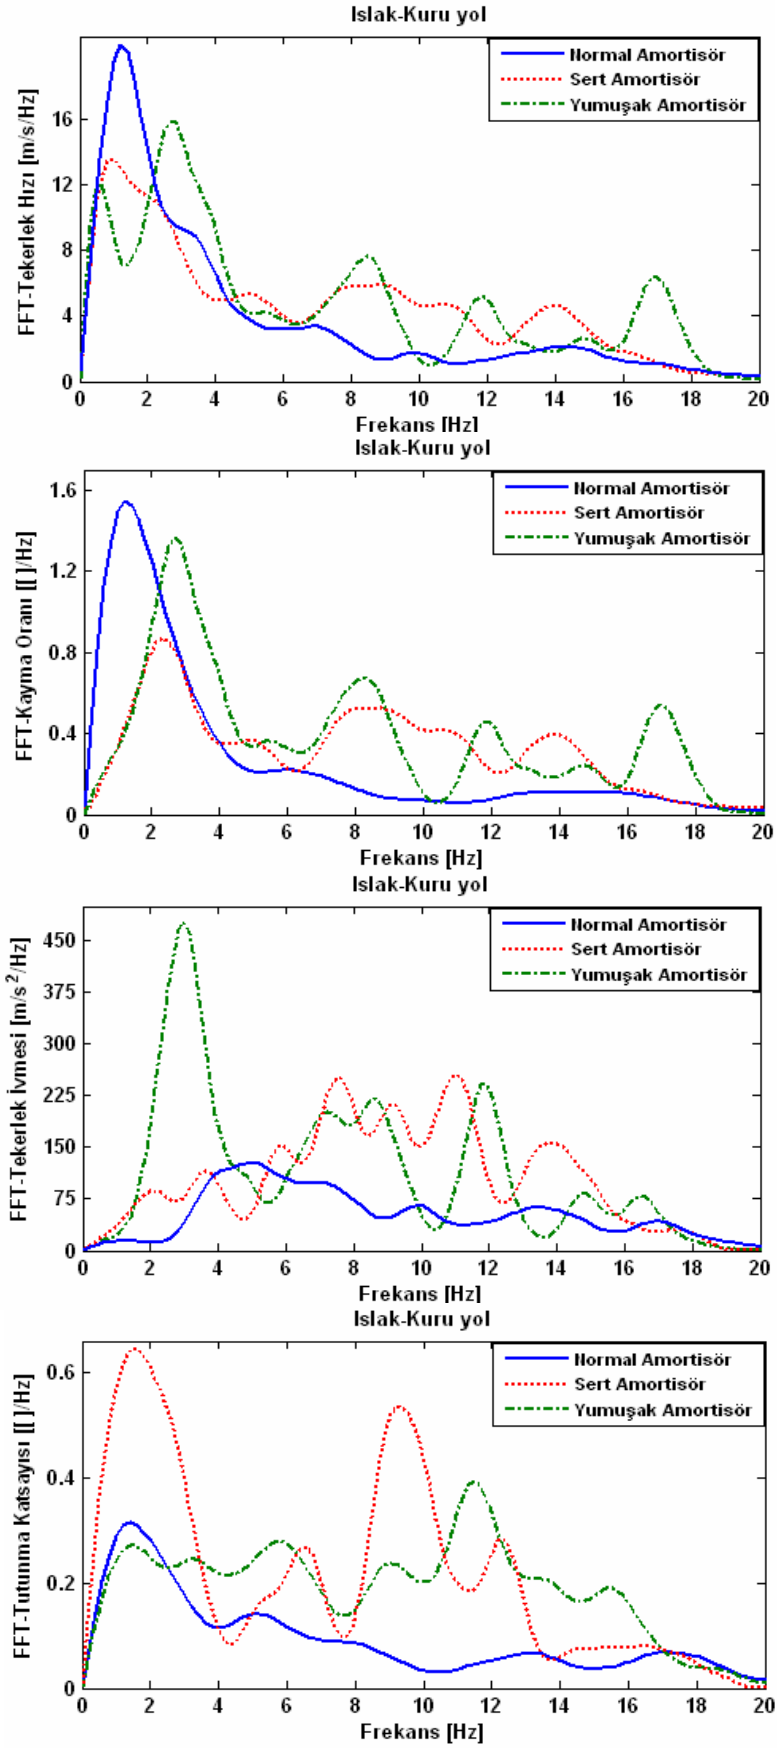 Islak-Kuru yol
FFT-Tekerlek Hızı [m/s/Hz]
16
12
8
4
0
Normal Amortisör
Sert Amortisör
Yumuşak Amortisör
0 2 4 6 8 10 12 14 16 18 20
Frekans [Hz]
Islak-Kuru yol
FFT-Kayma Oranı [[ ]/Hz]
1.6
1.2
0.8
0.4
0
Normal Amortisör
Sert Amortisör
Yumuşak Amortisör
0 2 4 6 8 10 12 14 16 18 20
Frekans [Hz]
Islak-Kuru yol
FFT-Tekerlek İvmesi [m/s²/Hz]
450
375
300
225
150
75
0
Normal Amortisör
Sert Amortisör
Yumuşak Amortisör
0 2 4 6 8 10 12 14 16 18 20
Frekans [Hz]
Islak-Kuru yol
FFT-Tutunma Katsayısı [[ ]/Hz]
0.6
0.4
0.2
0
Normal Amortisör
Sert Amortisör
Yumuşak Amortisör
0 2 4 6 8 10 12 14 16 18 20
Frekans [Hz]